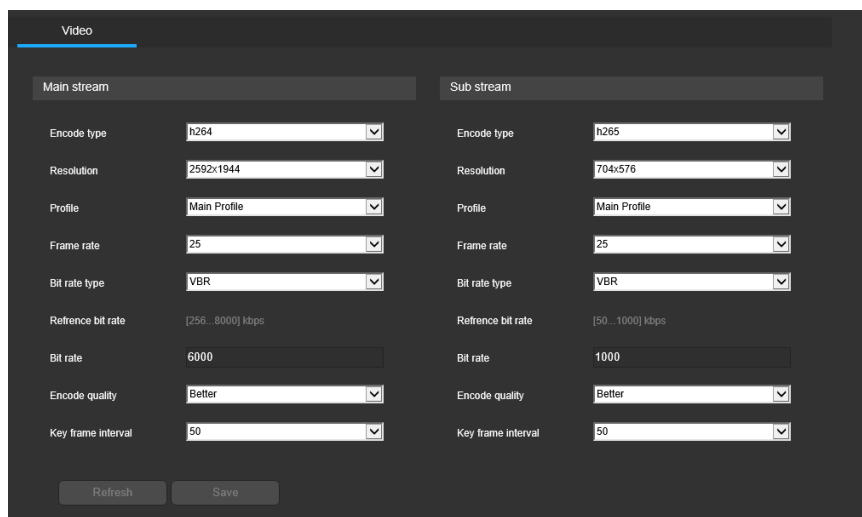 Video
Main stream
Encode type h264
Resolution 2592x1944
Profile Main Profile
Frame rate 25
Bit rate type VBR
Refrence bit rate [256...8000] kbps
Bit rate 6000
Encode quality Better
Key frame interval 50
Sub stream
Encode type h265
Resolution 704x576
Profile Main Profile
Frame rate 25
Bit rate type VBR
Refrence bit rate [50...1000] kbps
Bit rate 1000
Encode quality Better
Key frame interval 50
Refresh Save